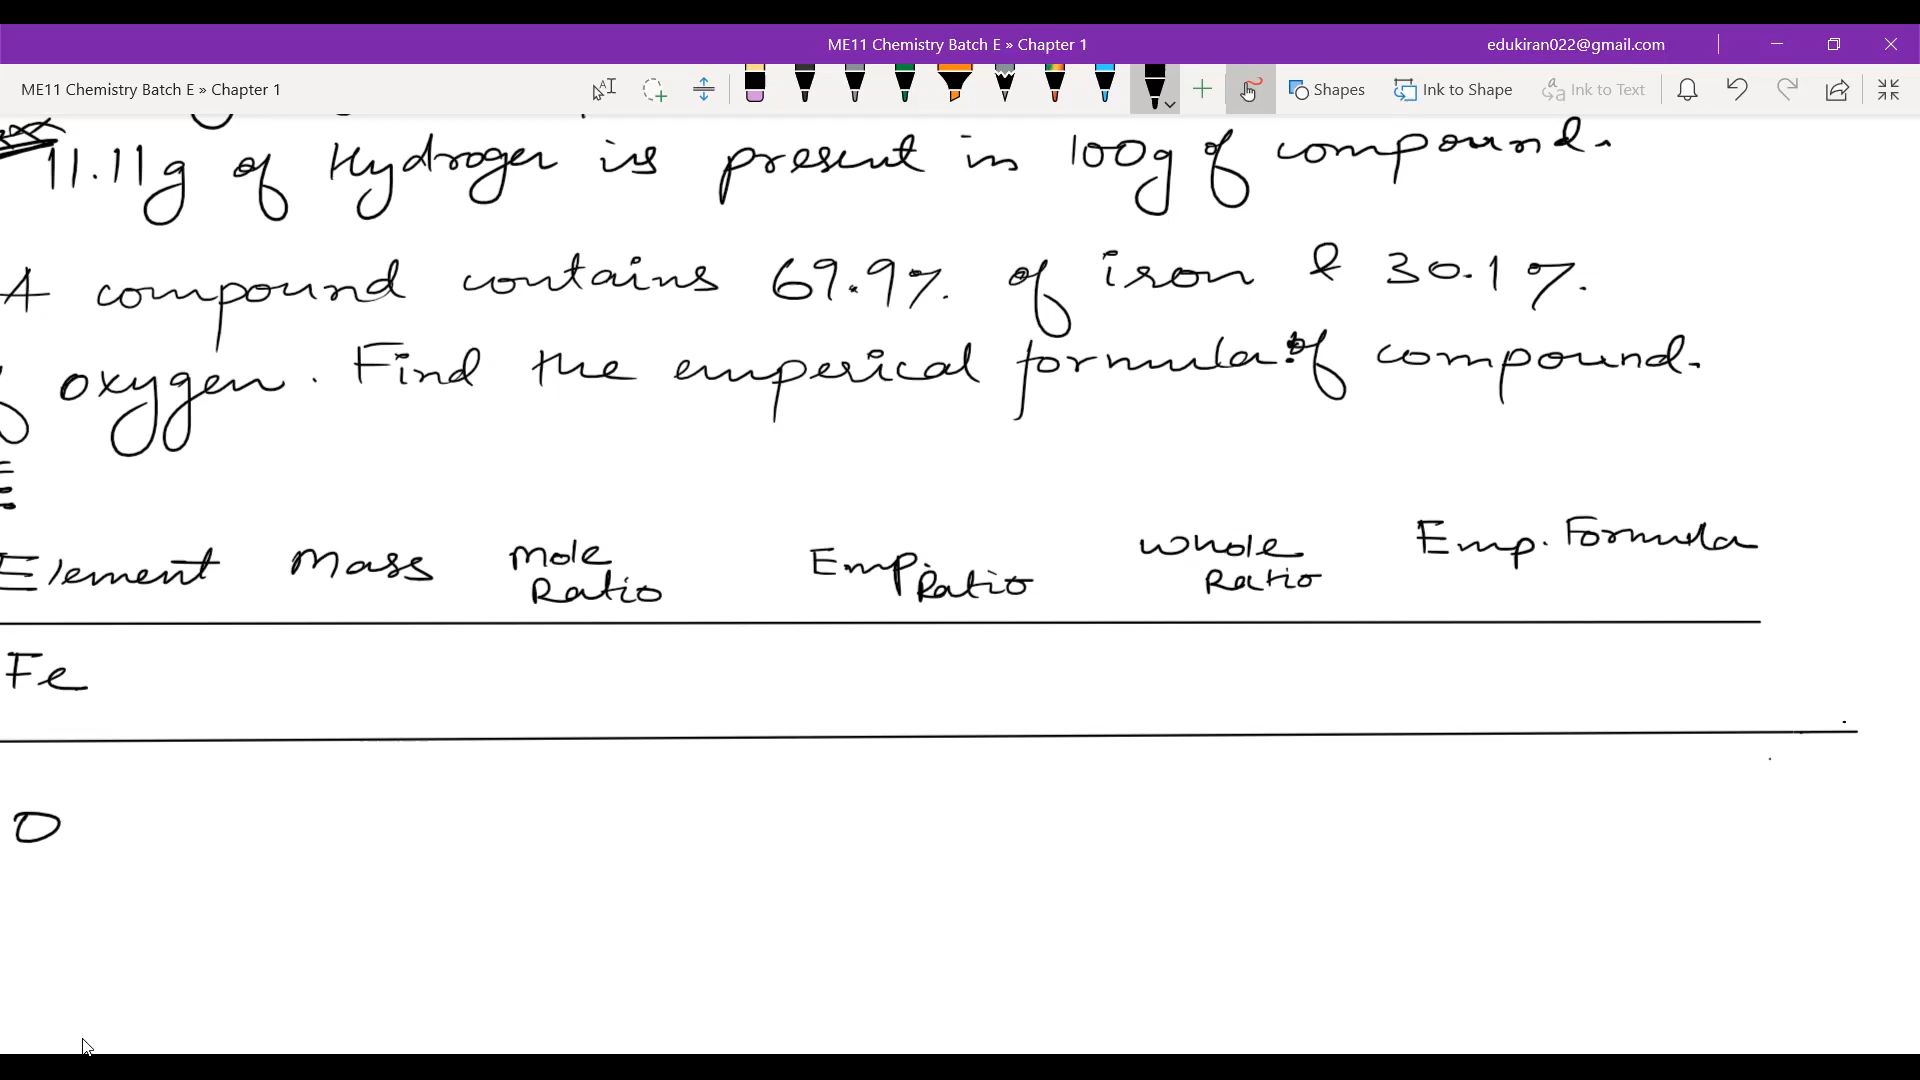 ME11 Chemistry Batch E » Chapter 1
edukiran022@gmail.com
ME11 Chemistry Batch E » Chapter 1
Shapes
Ink to Shape
Ink to Text
11.11g of Hydrogen is present in 100g of compound.
A compound contains 69.9% of iron & 30.1%
of oxygen. Find the emperical formula of compound.
Element Mass Mole Ratio Emp. Ratio Whole Ratio Emp. Formula
Fe
O